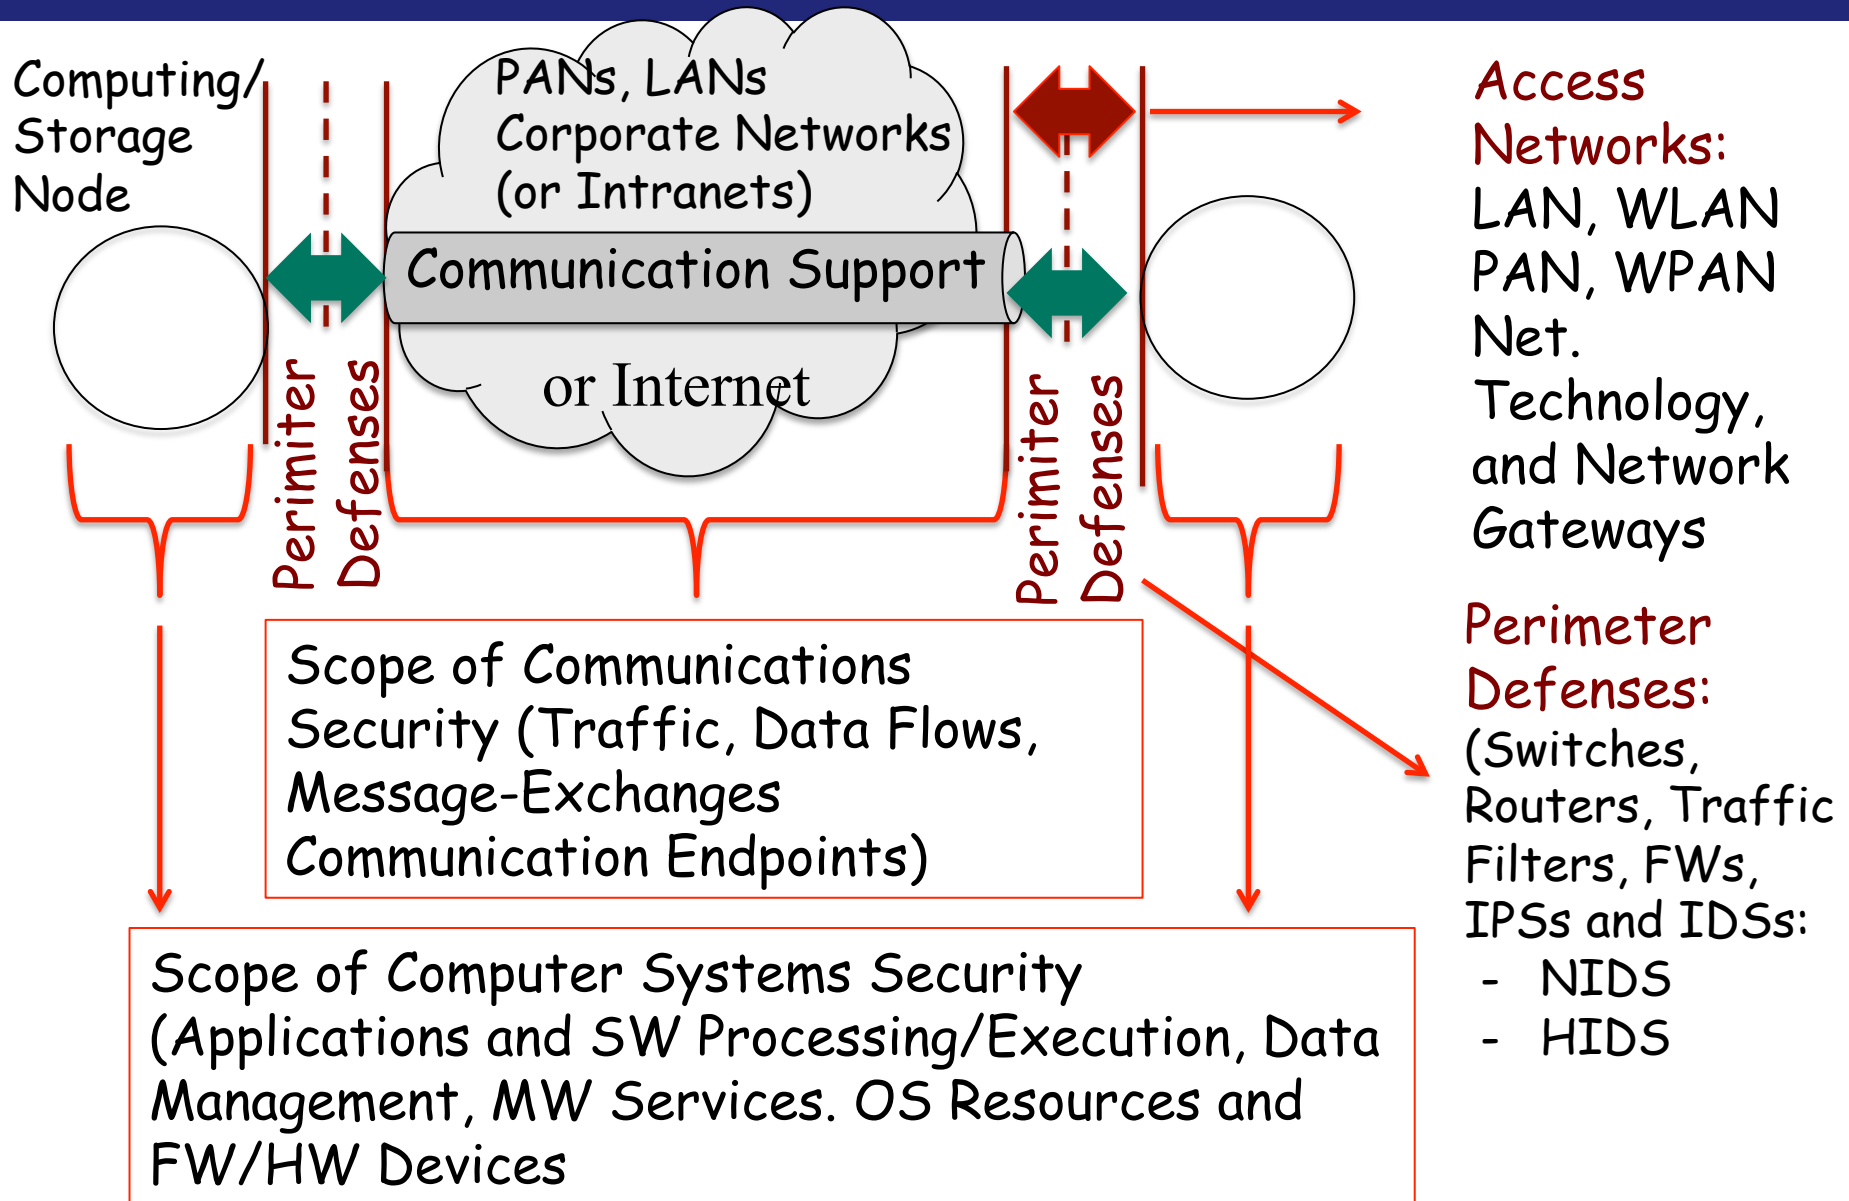 Computing/
Storage
Node
PANs, LANs
Corporate Networks
(or Intranets)
Communication Support
or Internet
Perimiter
Defenses
Perimiter
Defenses
Access
Networks:
LAN, WLAN
PAN, WPAN
Net.
Technology,
and Network
Gateways
Scope of Communications
Security (Traffic, Data Flows,
Message-Exchanges
Communication Endpoints)
Perimeter
Defenses:
(Switches,
Routers, Traffic
Filters, FWs,
IPSs and IDSs:
- NIDS
- HIDS
Scope of Computer Systems Security
(Applications and SW Processing/Execution, Data
Management, MW Services. OS Resources and
FW/HW Devices